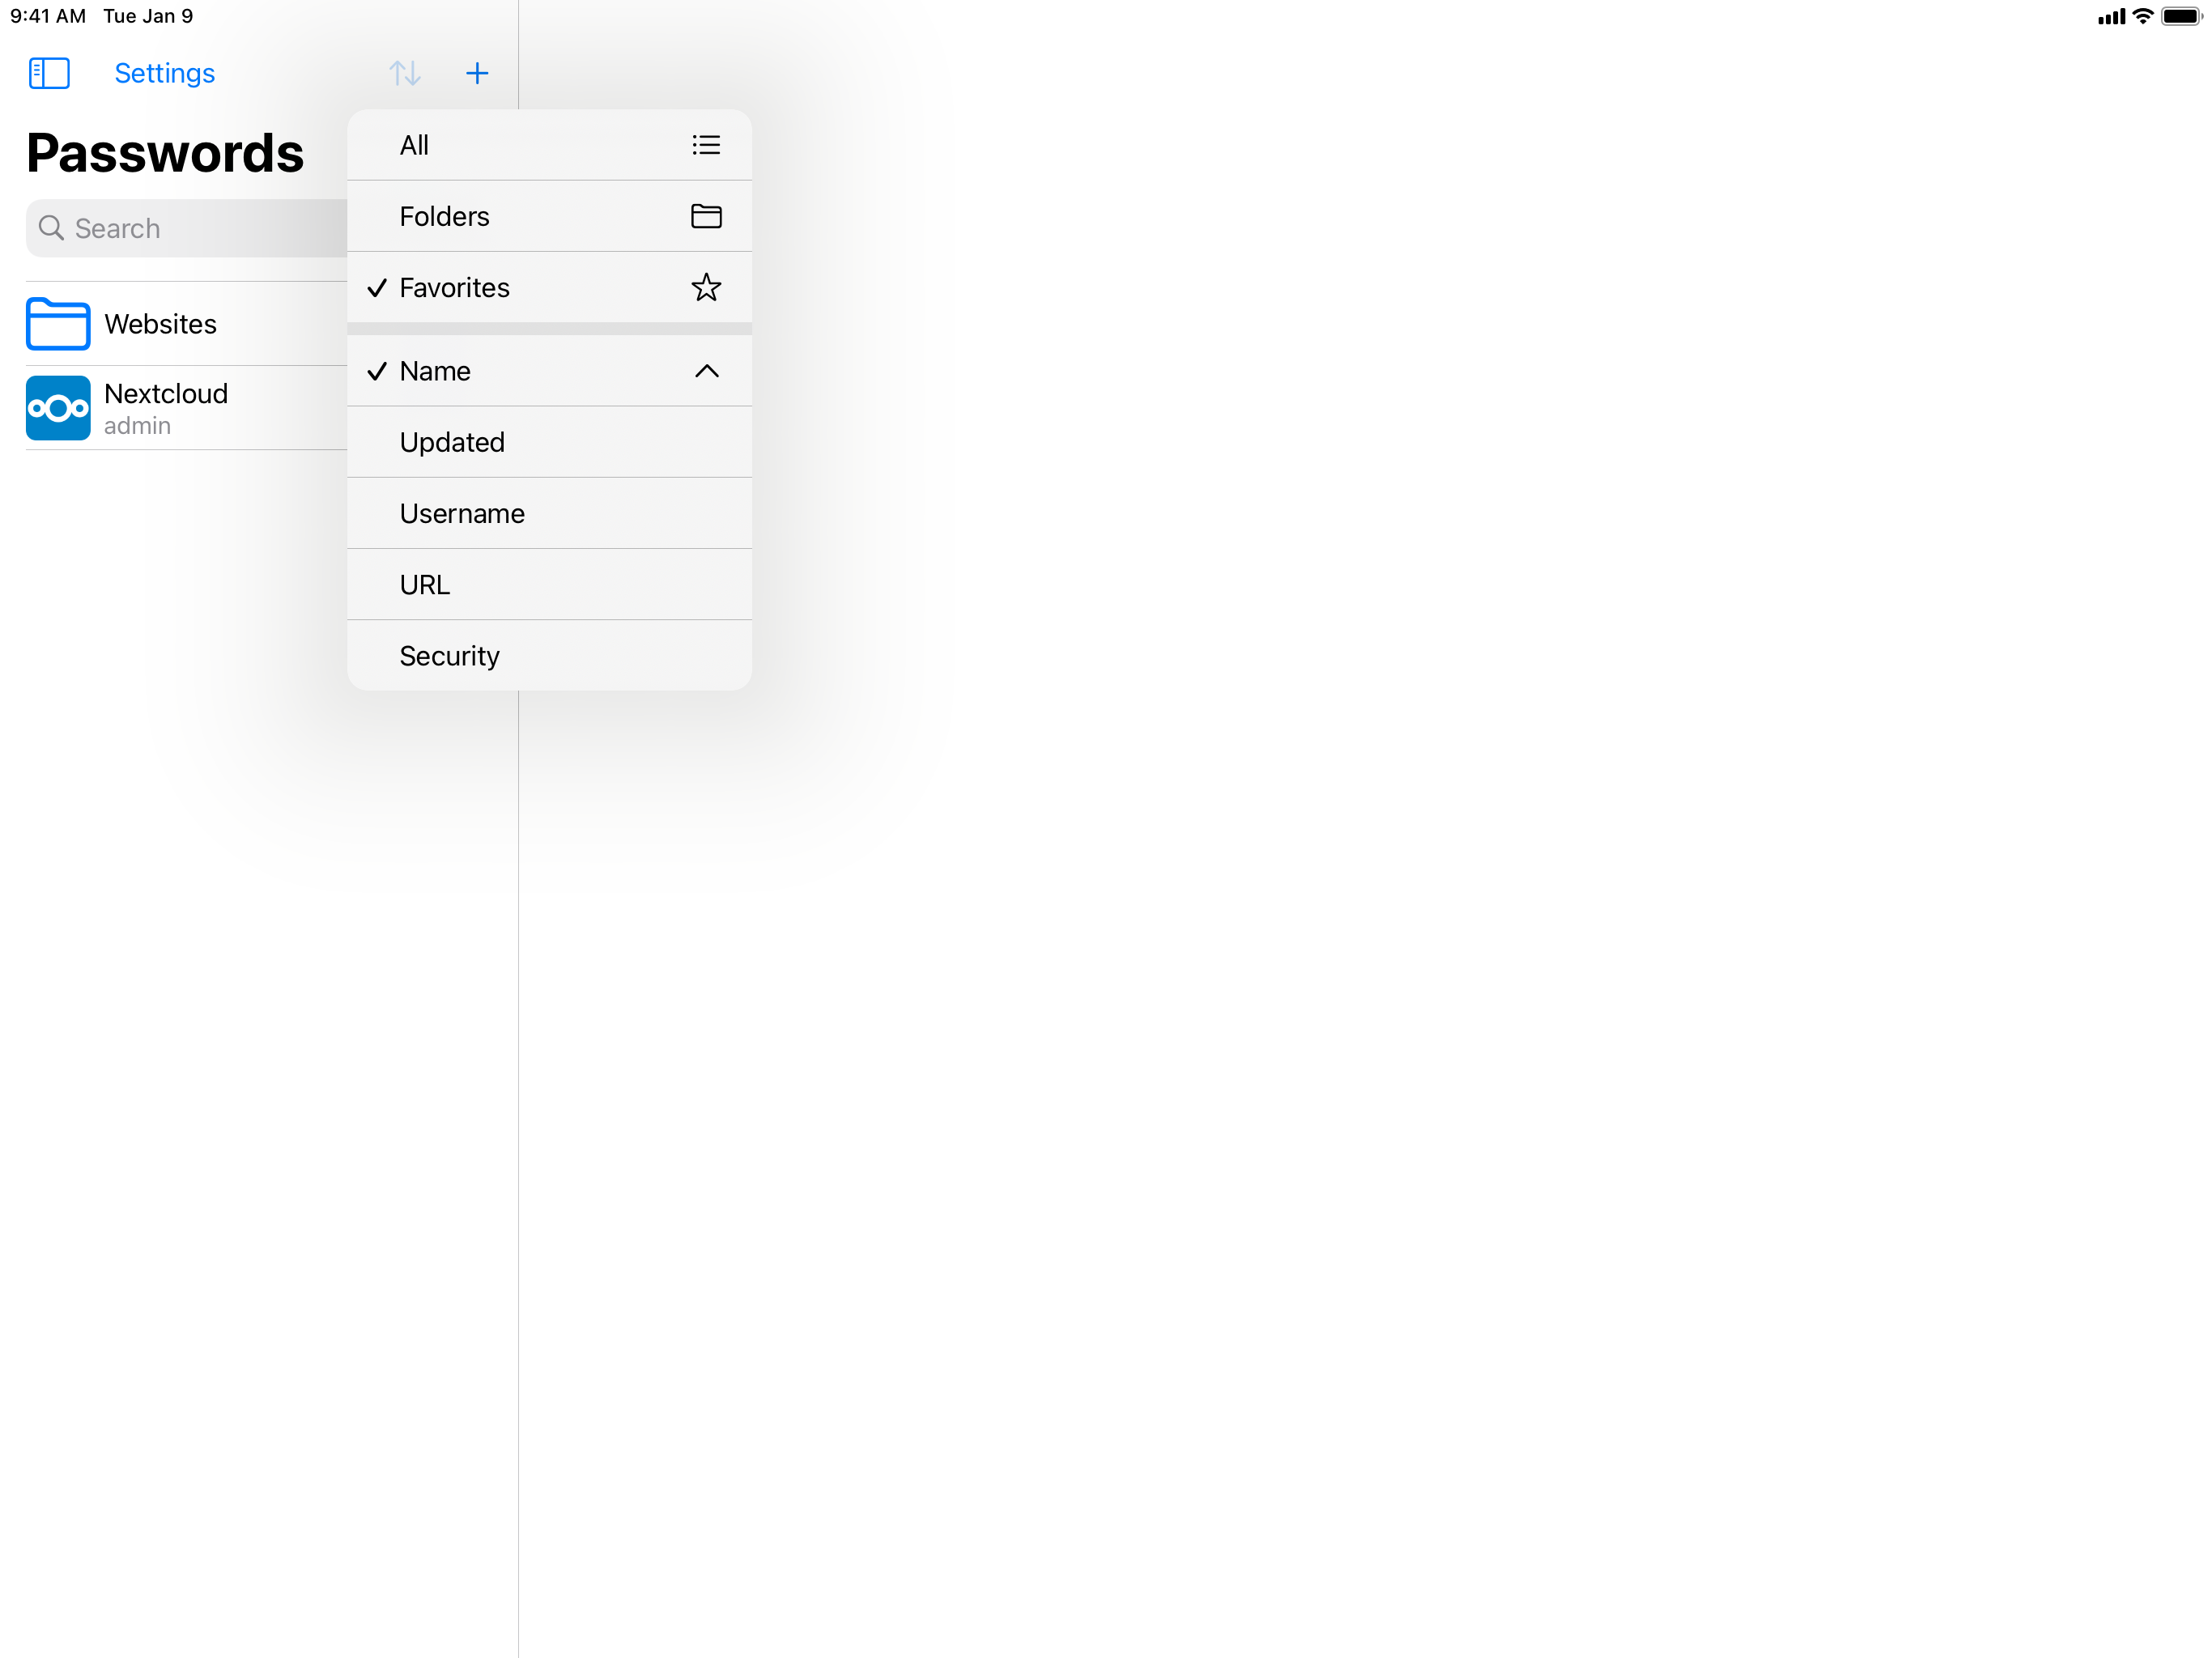 9:41 AM Tue Jan 9
Settings
Passwords
Search
Websites
Nextcloud
admin
All
Folders
Favorites
Name
Updated
Username
URL
Security